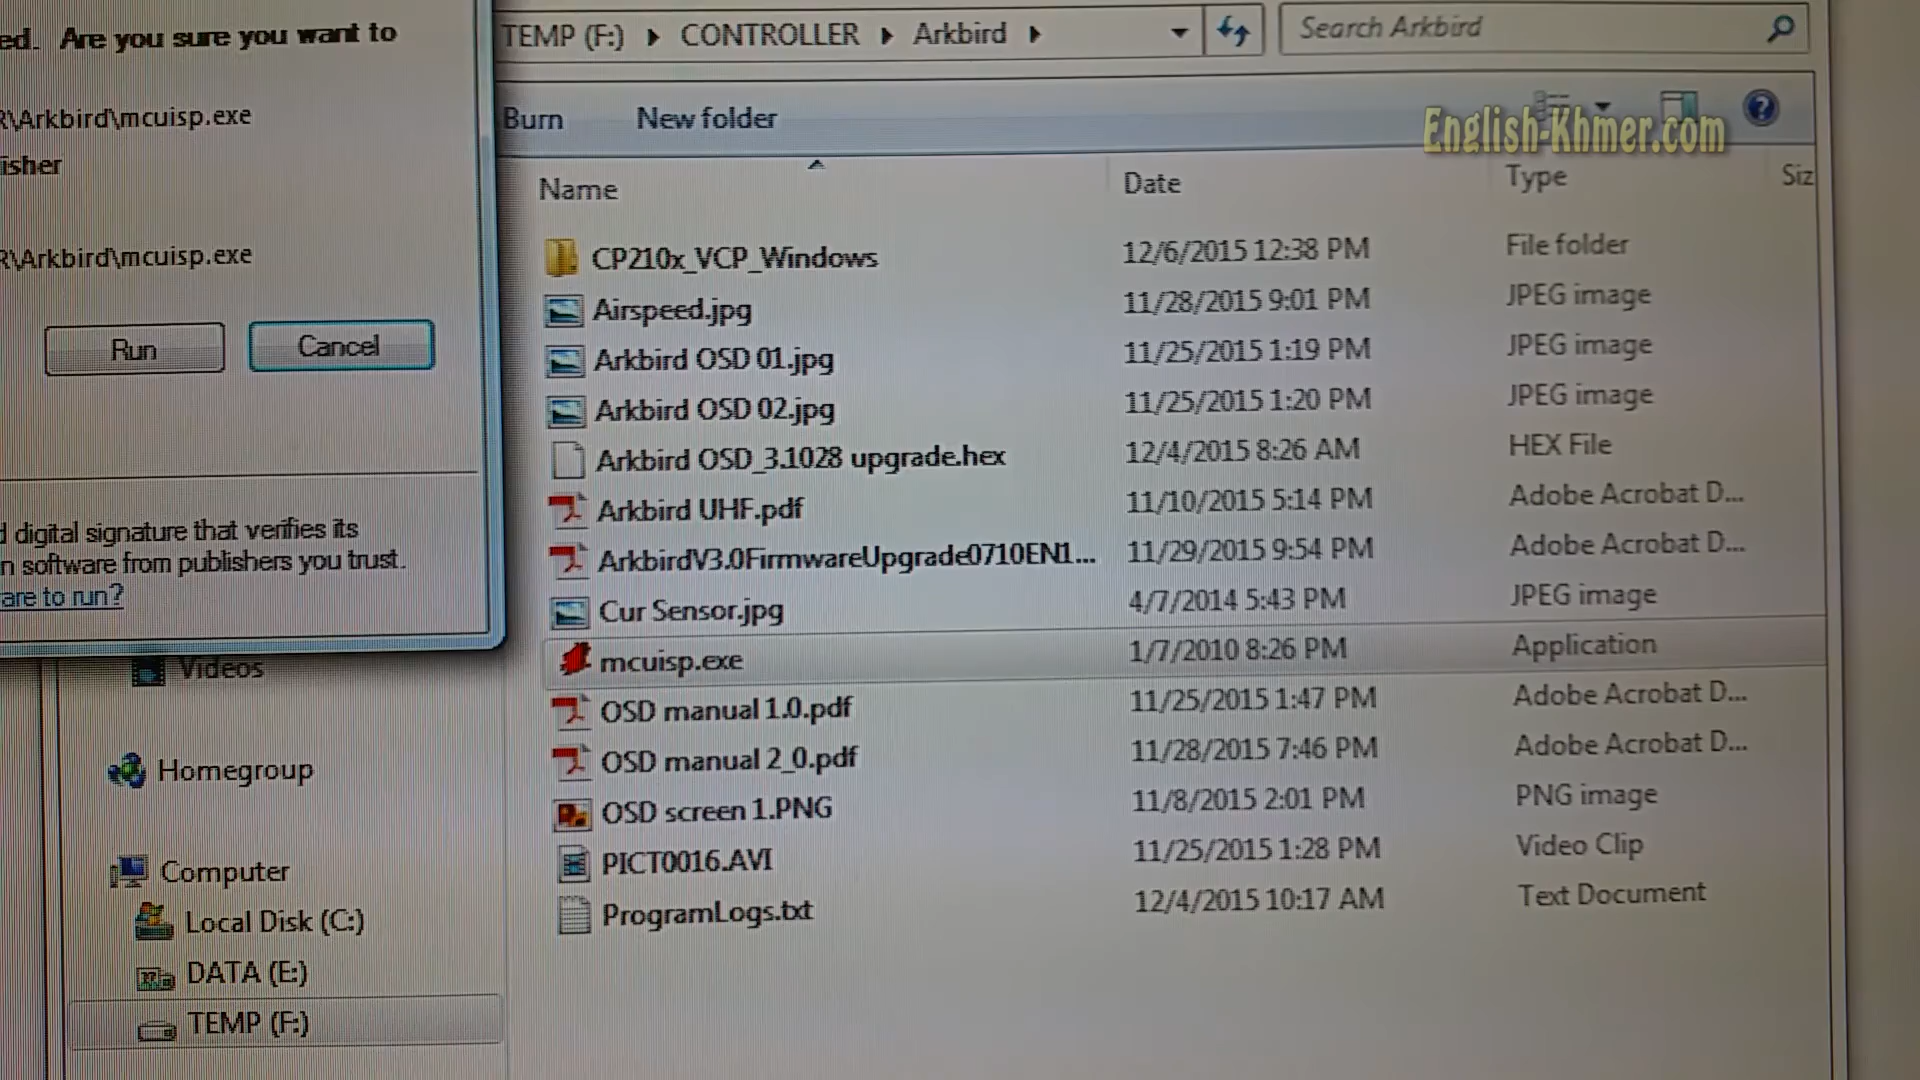 ed. Are you sure you want to
R\Arkbird\mcuisp.exe
isher
R\Arkbird\mcuisp.exe
Run Cancel
d digital signature that verifies its
n software from publishers you trust.
are to run?
Videos
Homegroup
Computer
Local Disk (C:)
DATA (E:)
TEMP (F:)
TEMP (F:) CONTROLLER Arkbird Search Arkbird
Burn New folder
English-Khmer.com
Name Date Type Siz
CP210x_VCP_Windows 12/6/2015 12:38 PM File folder
Airspeed.jpg 11/28/2015 9:01 PM JPEG image
Arkbird OSD 01.jpg 11/25/2015 1:19 PM JPEG image
Arkbird OSD 02.jpg 11/25/2015 1:20 PM JPEG image
Arkbird OSD_3.1028 upgrade.hex 12/4/2015 8:26 AM HEX File
Arkbird UHF.pdf 11/10/2015 5:14 PM Adobe Acrobat D...
ArkbirdV3.0FirmwareUpgrade0710EN1... 11/29/2015 9:54 PM Adobe Acrobat D...
Cur Sensor.jpg 4/7/2014 5:43 PM JPEG image
mcuisp.exe 1/7/2010 8:26 PM Application
OSD manual 1.0.pdf 11/25/2015 1:47 PM Adobe Acrobat D...
OSD manual 2_0.pdf 11/28/2015 7:46 PM Adobe Acrobat D...
OSD screen 1.PNG 11/8/2015 2:01 PM PNG image
PICT0016.AVI 11/25/2015 1:28 PM Video Clip
ProgramLogs.txt 12/4/2015 10:17 AM Text Document